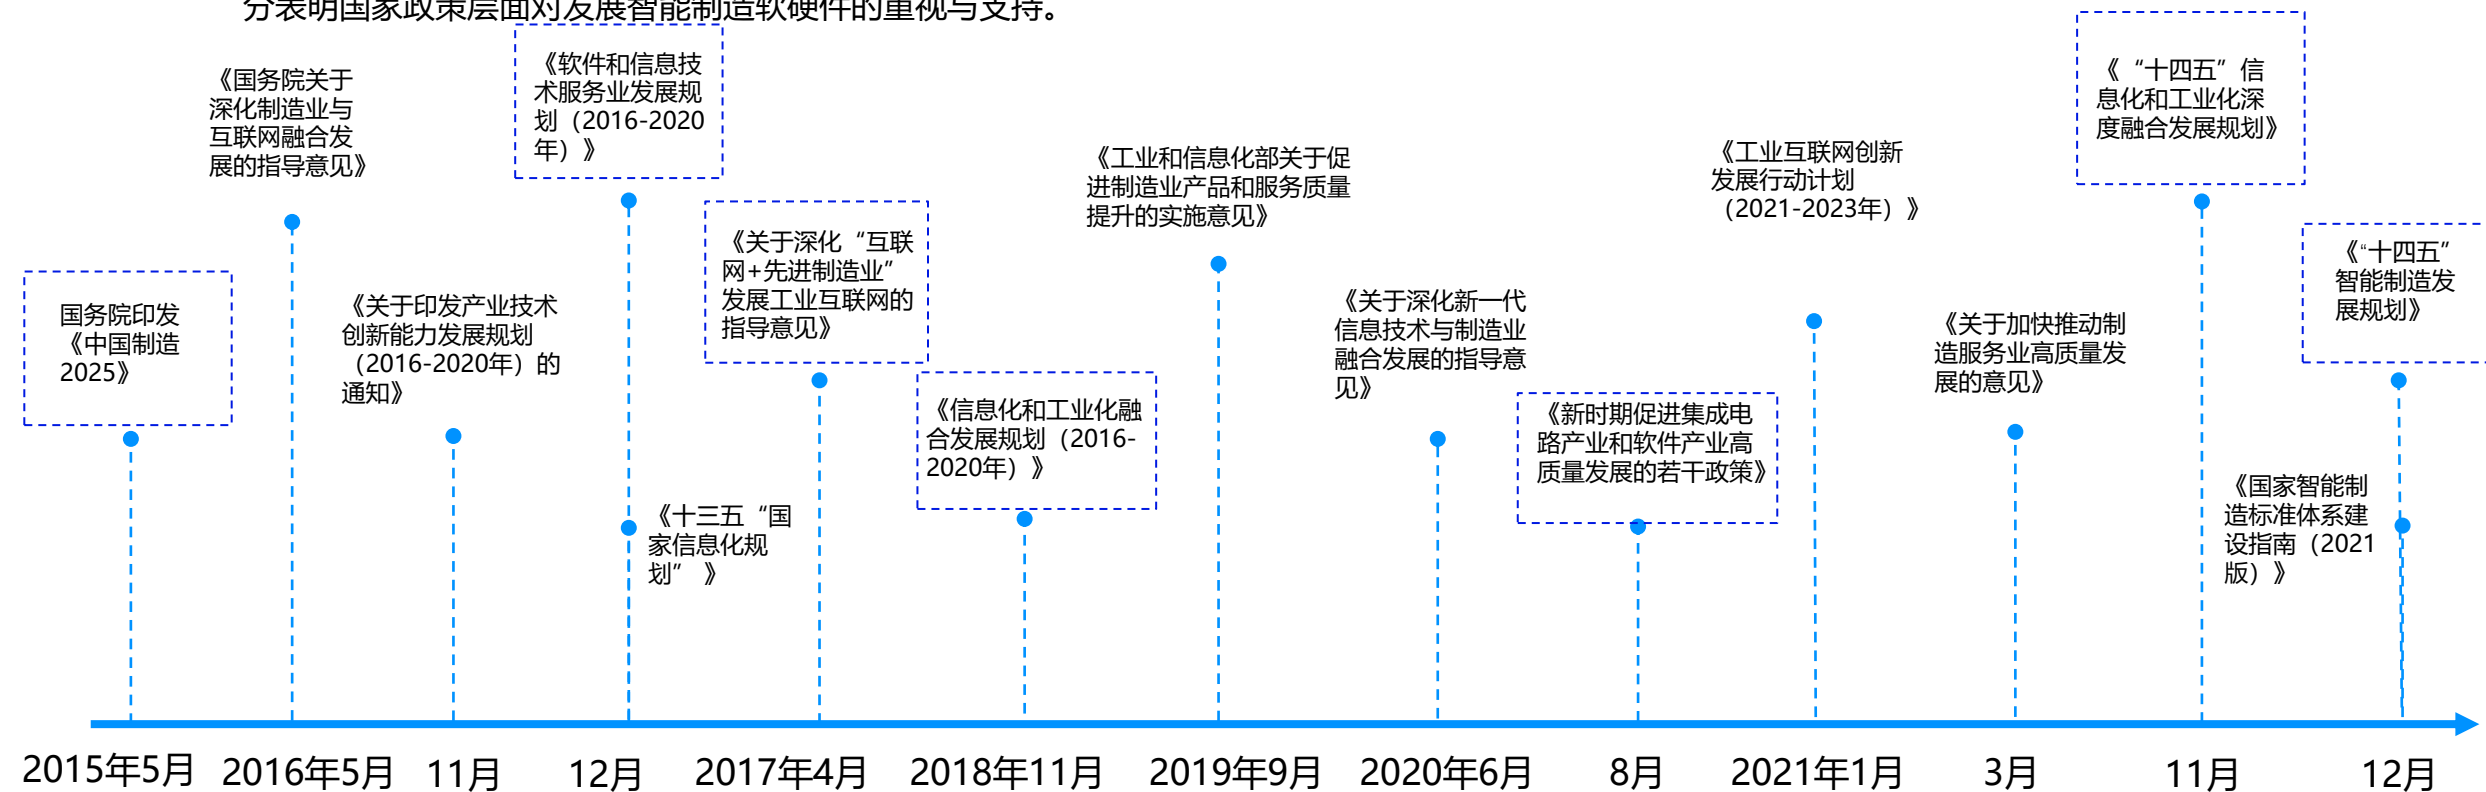 分表明国家政策层面对发展智能制造软硬件的重视与支持。
国务院印发
《中国制造
2025》
《国务院关于
深化制造业与
互联网融合发
展的指导意见》
《关于印发产业技术
创新能力发展规划
（2016-2020年）的
通知》
《软件和信息技
术服务业发展规
划（2016-2020
年）》
《十三五“国
家信息化规
划” 》
《关于深化“互联
网+先进制造业”
发展工业互联网的
指导意见》
《信息化和工业化融
合发展规划（2016-
2020年）》
《工业和信息化部关于促
进制造业产品和服务质量
提升的实施意见》
《关于深化新一代
信息技术与制造业
融合发展的指导意
见》
《新时期促进集成电
路产业和软件产业高
质量发展的若干政策》
《工业互联网创新
发展行动计划
（2021-2023年）》
《关于加快推动制
造服务业高质量发
展的意见》
《 “十四五”信
息化和工业化深
度融合发展规划》
《国家智能制
造标准体系建
设指南（2021
版）》
《“十四五”
智能制造发
展规划》
2015年5月
2016年5月
11月
12月
2017年4月
2018年11月
2019年9月
2020年6月
8月
2021年1月
3月
11月
12月